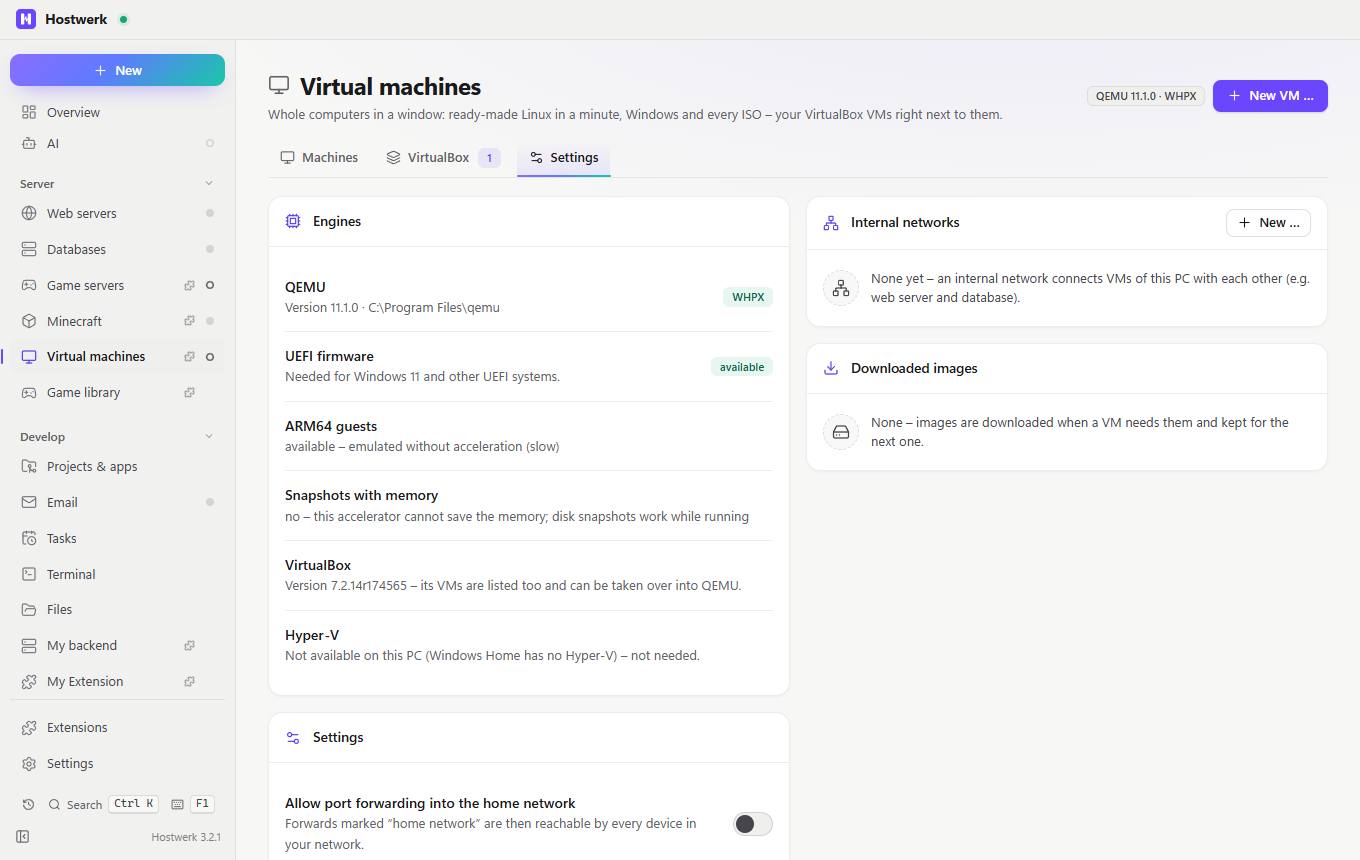 Hostwerk
New
Overview
AI
Server
Web servers
Databases
Game servers
Minecraft
Virtual machines
Game library
Develop
Projects & apps
Email
Tasks
Terminal
Files
My backend
My Extension
Extensions
Settings
Search Ctrl K F1
Hostwerk 3.2.1
Virtual machines
Whole computers in a window: ready-made Linux in a minute, Windows and every ISO – your VirtualBox VMs right next to them.
QEMU 11.1.0 · WHPX
New VM ...
Machines VirtualBox 1 Settings
Engines
QEMU
Version 11.1.0 · C:\Program Files\qemu
WHPX
UEFI firmware
Needed for Windows 11 and other UEFI systems.
available
ARM64 guests
available – emulated without acceleration (slow)
Snapshots with memory
no – this accelerator cannot save the memory; disk snapshots work while running
VirtualBox
Version 7.2.14r174565 – its VMs are listed too and can be taken over into QEMU.
Hyper-V
Not available on this PC (Windows Home has no Hyper-V) – not needed.
Settings
Allow port forwarding into the home network
Forwards marked “home network” are then reachable by every device in
your network.
Internal networks
New ...
None yet – an internal network connects VMs of this PC with each other (e.g.
web server and database).
Downloaded images
None – images are downloaded when a VM needs them and kept for the
next one.